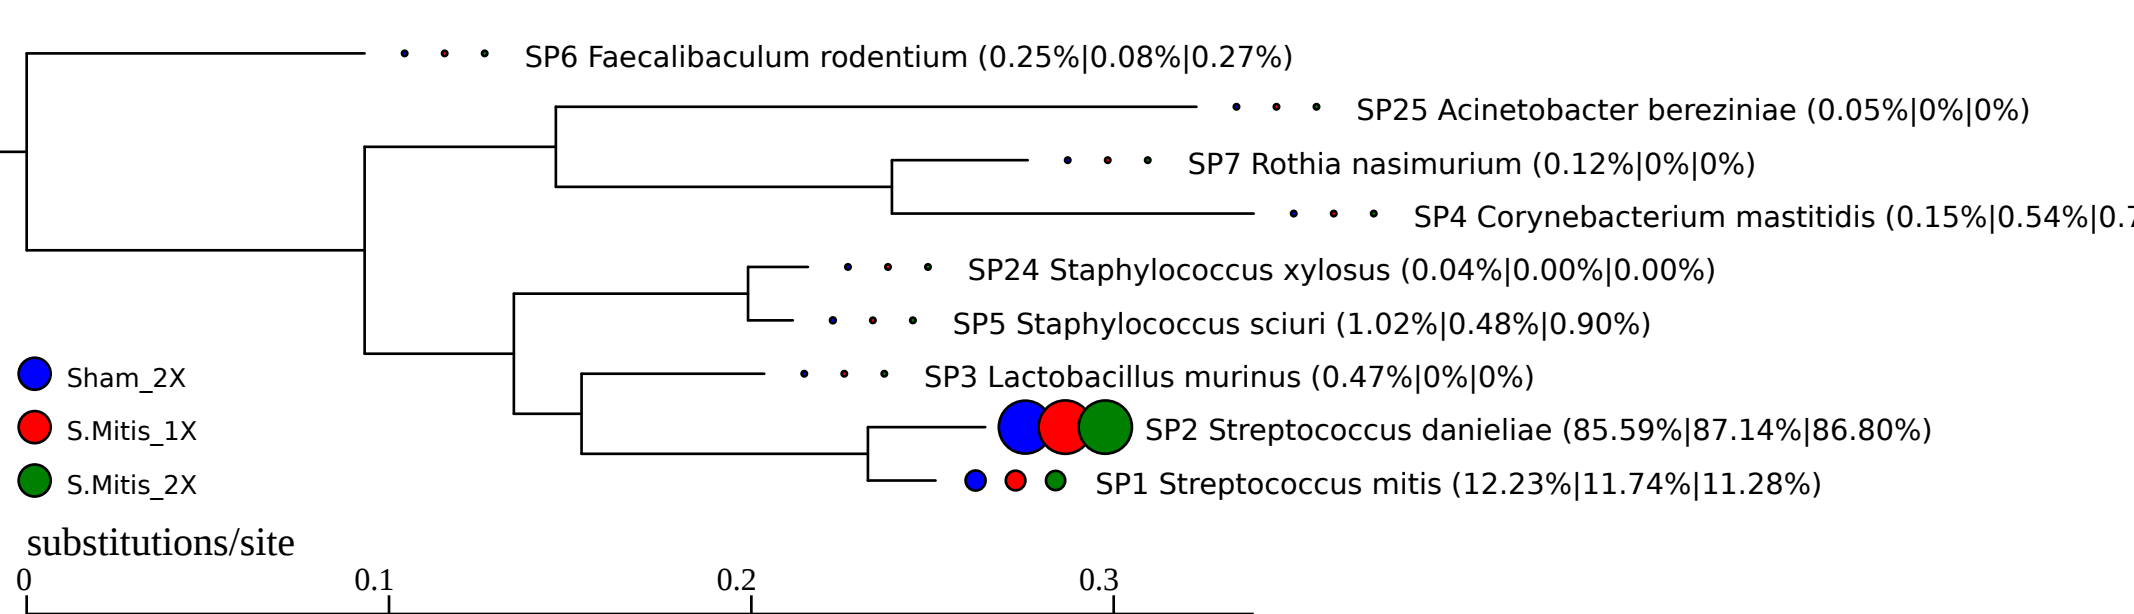 SP6 Faecalibaculum rodentium (0.25%|0.08%|0.27%)
SP25 Acinetobacter bereziniae (0.05%|0%|0%)
SP7 Rothia nasimurium (0.12%|0%|0%)
SP4 Corynebacterium mastitidis (0.15%|0.54%|
SP24 Staphylococcus xylosus (0.04%|0.00%|0.00%)
SP5 Staphylococcus sciuri (1.02%|0.48%|0.90%)
SP3 Lactobacillus murinus (0.47%|0%|0%)
SP2 Streptococcus danieliae (85.59%|87.14%|86.80%)
SP1 Streptococcus mitis (12.23%|11.74%|11.28%)
Sham_2X
S.Mitis_1X
S.Mitis_2X
substitutions/site
0 0.1 0.2 0.3